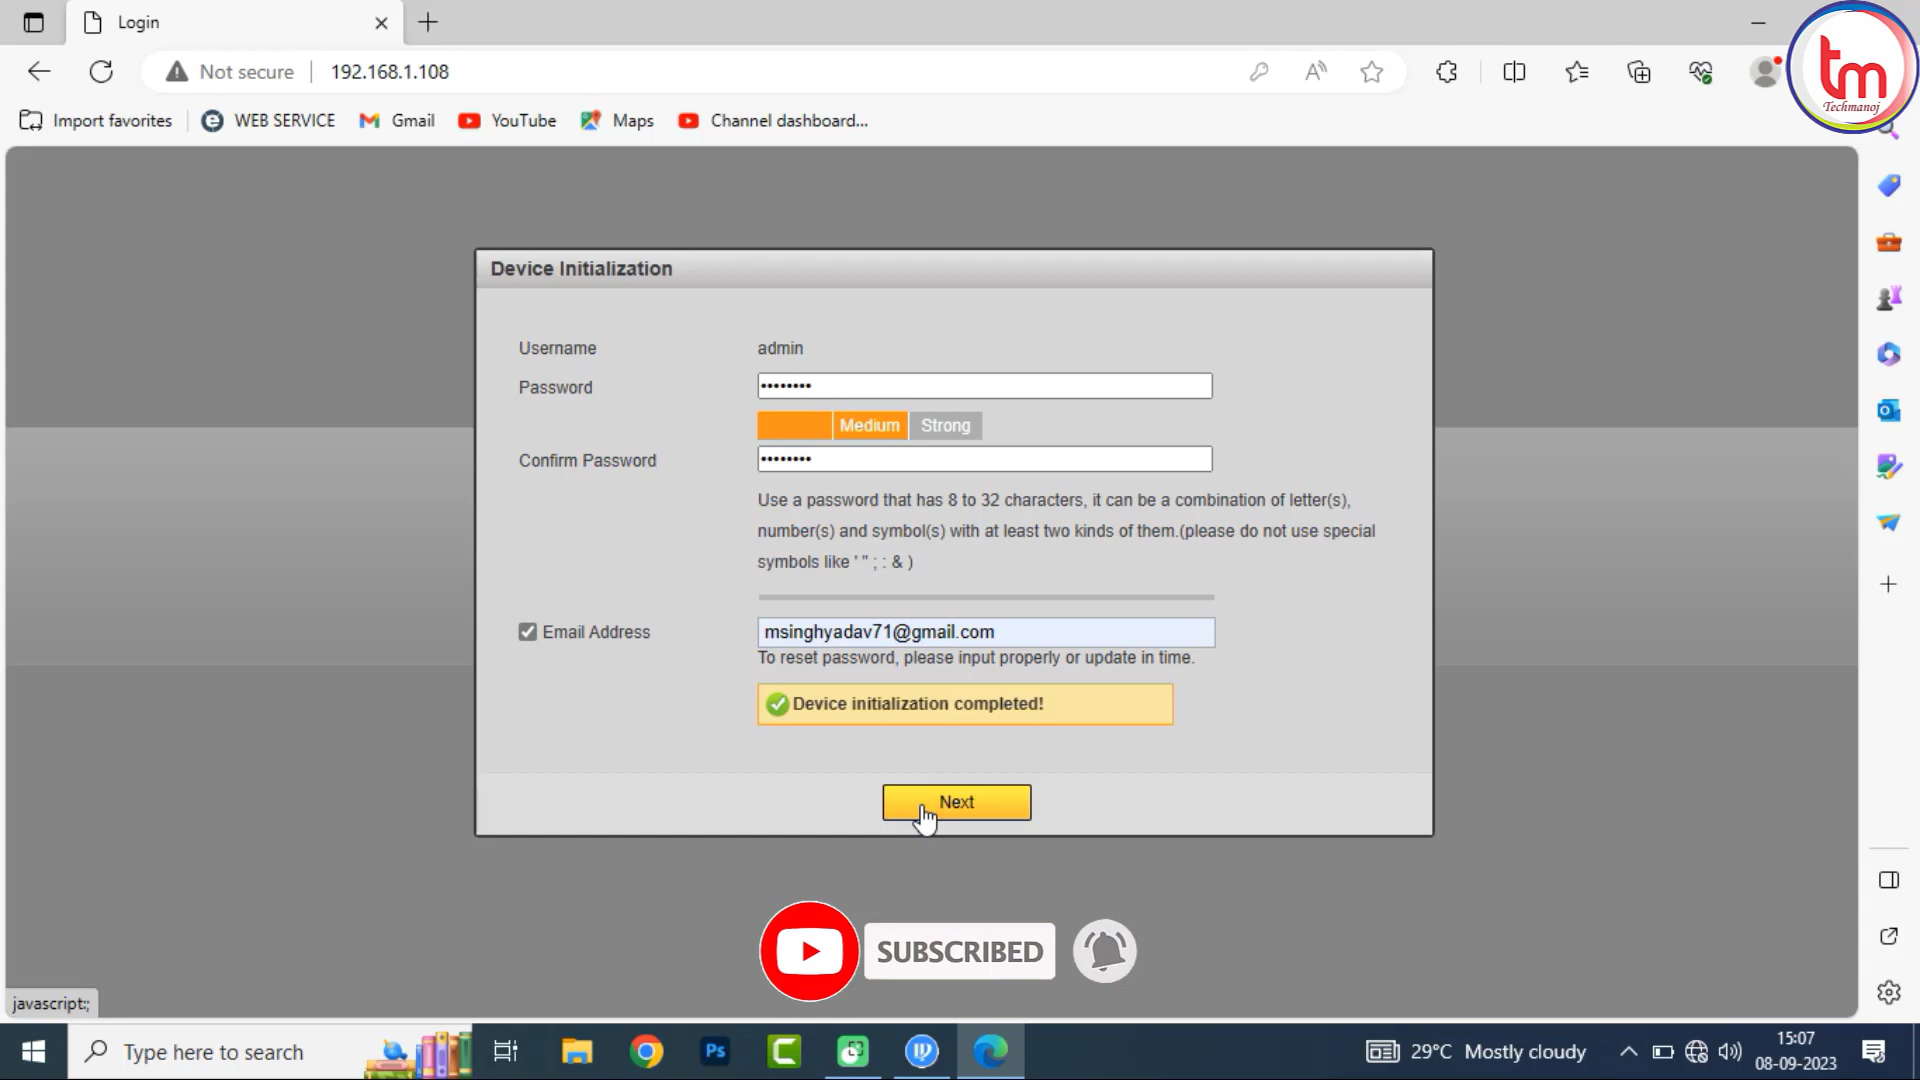 Login
Not secure
192.168.1.108
tm
Techmanoj
Import favorites
WEB SERVICE
Gmail
YouTube
Maps
Channel dashboard...
Device Initialization
Username
admin
Password
••••••••
Medium
Strong
Confirm Password
••••••••
Use a password that has 8 to 32 characters, it can be a combination of letter(s),
number(s) and symbol(s) with at least two kinds of them.(please do not use special
symbols like ' " ; : & )
Email Address
msinghyadav71@gmail.com
To reset password, please input properly or update in time.
Device initialization completed!
Next
SUBSCRIBED
javascript:;
Type here to search
Ps
29°C Mostly cloudy
15:07
08-09-2023